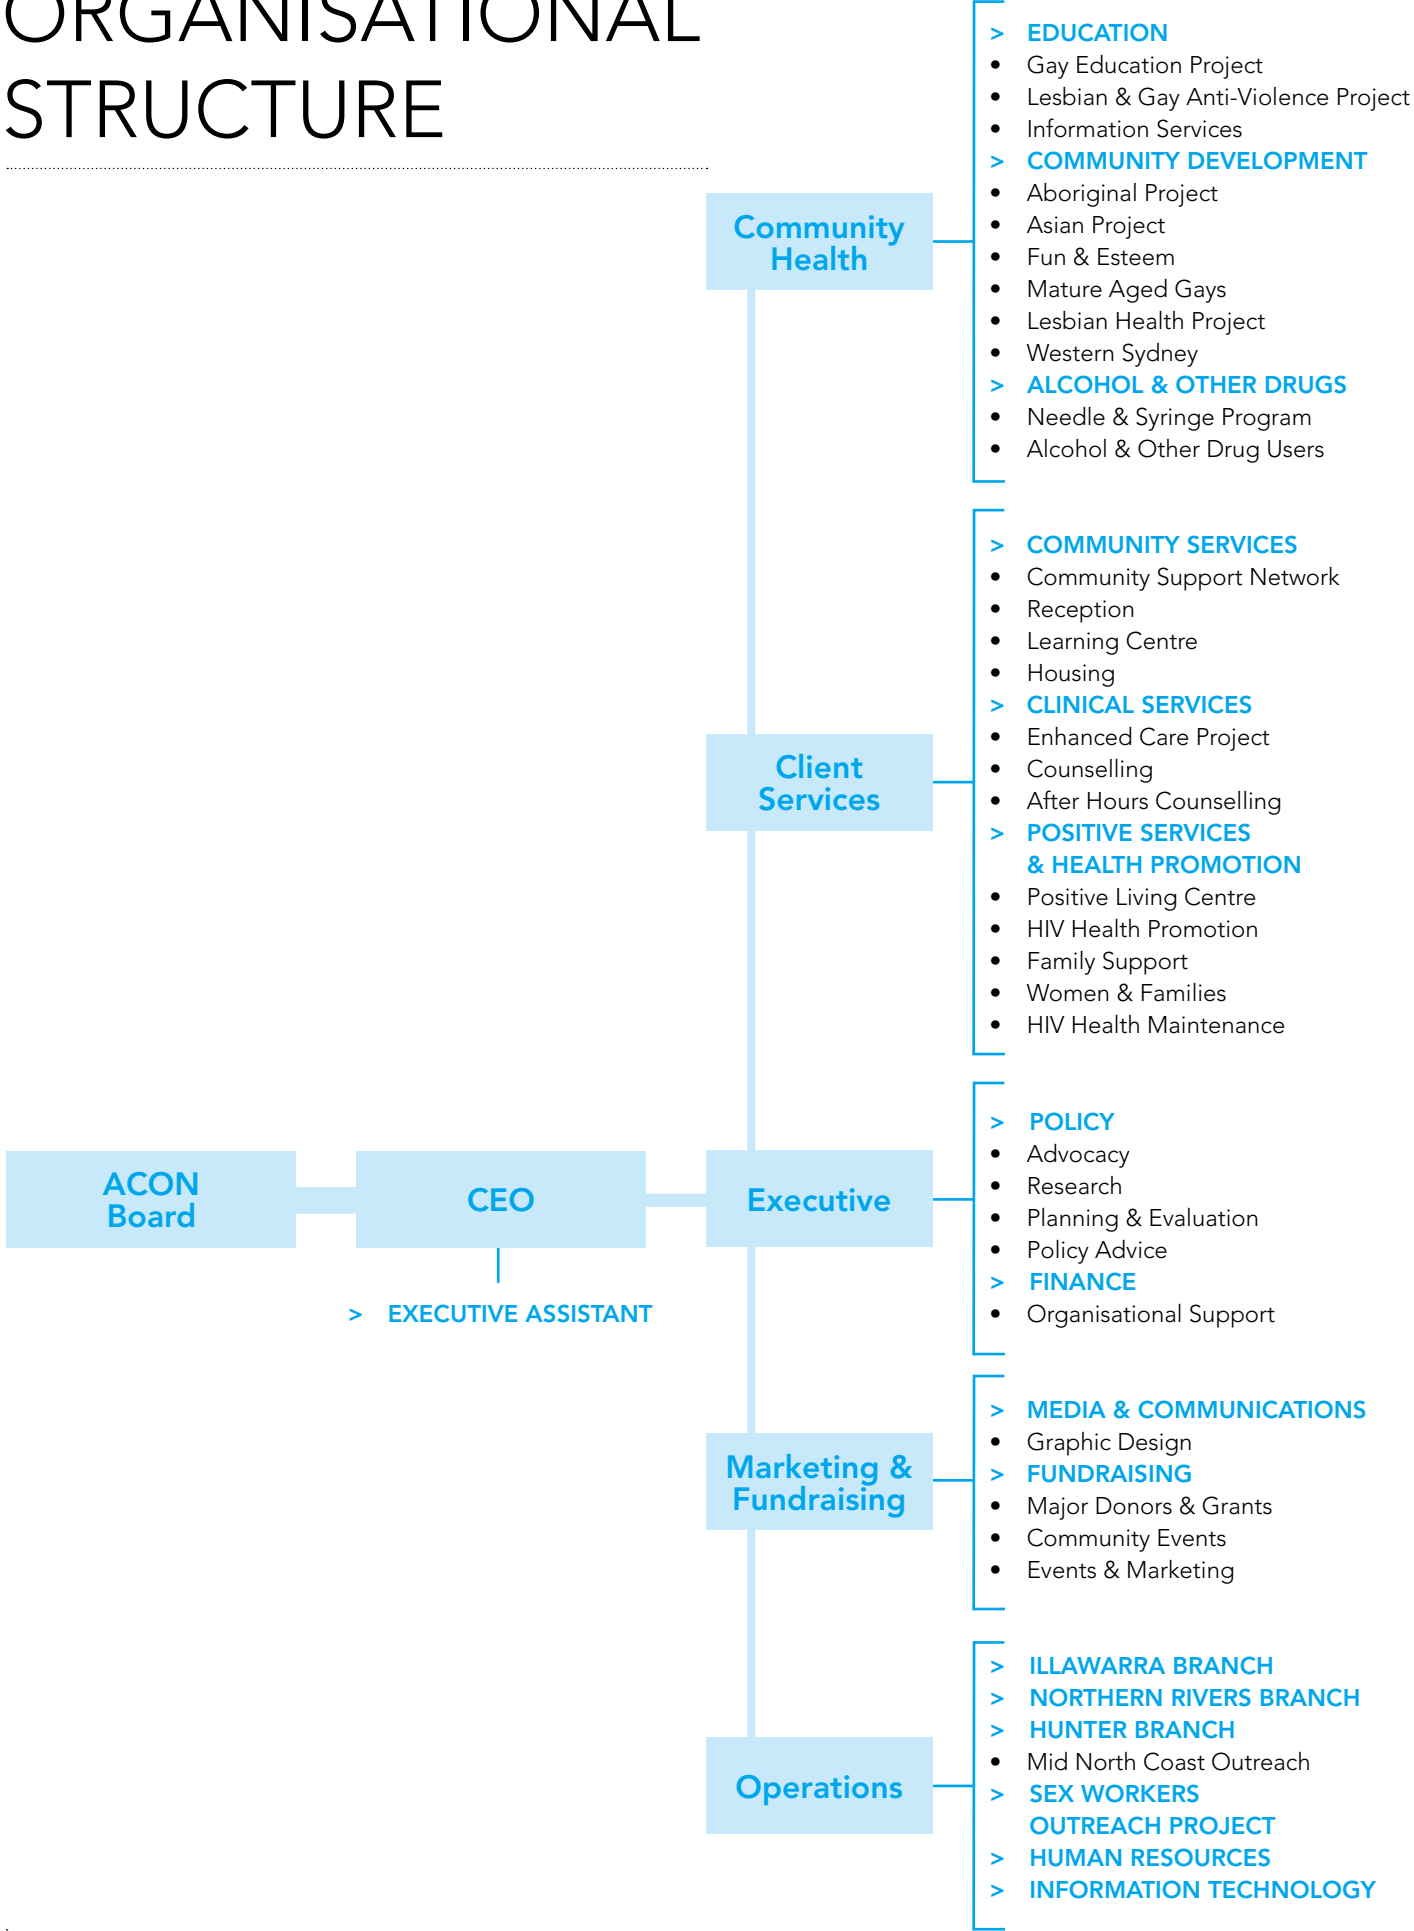 ORGANISATIONAL
STRUCTURE
> EDUCATION
• Gay Education Project
• Lesbian & Gay Anti-Violence Project
• Information Services
> COMMUNITY DEVELOPMENT
• Aboriginal Project
• Asian Project
• Fun & Esteem
• Mature Aged Gays
• Lesbian Health Project
• Western Sydney
> ALCOHOL & OTHER DRUGS
• Needle & Syringe Program
• Alcohol & Other Drug Users
Community
Health
> COMMUNITY SERVICES
• Community Support Network
• Reception
• Learning Centre
• Housing
> CLINICAL SERVICES
• Enhanced Care Project
• Counselling
• After Hours Counselling
> POSITIVE SERVICES
& HEALTH PROMOTION
• Positive Living Centre
• HIV Health Promotion
• Family Support
• Women & Families
• HIV Health Maintenance
Client
Services
ACON
Board
CEO
> EXECUTIVE ASSISTANT
Executive
> POLICY
• Advocacy
• Research
• Planning & Evaluation
• Policy Advice
> FINANCE
• Organisational Support
Marketing &
Fundraising
> MEDIA & COMMUNICATIONS
• Graphic Design
> FUNDRAISING
• Major Donors & Grants
• Community Events
• Events & Marketing
Operations
> ILLAWARRA BRANCH
> NORTHERN RIVERS BRANCH
> HUNTER BRANCH
• Mid North Coast Outreach
> SEX WORKERS
OUTREACH PROJECT
> HUMAN RESOURCES
> INFORMATION TECHNOLOGY